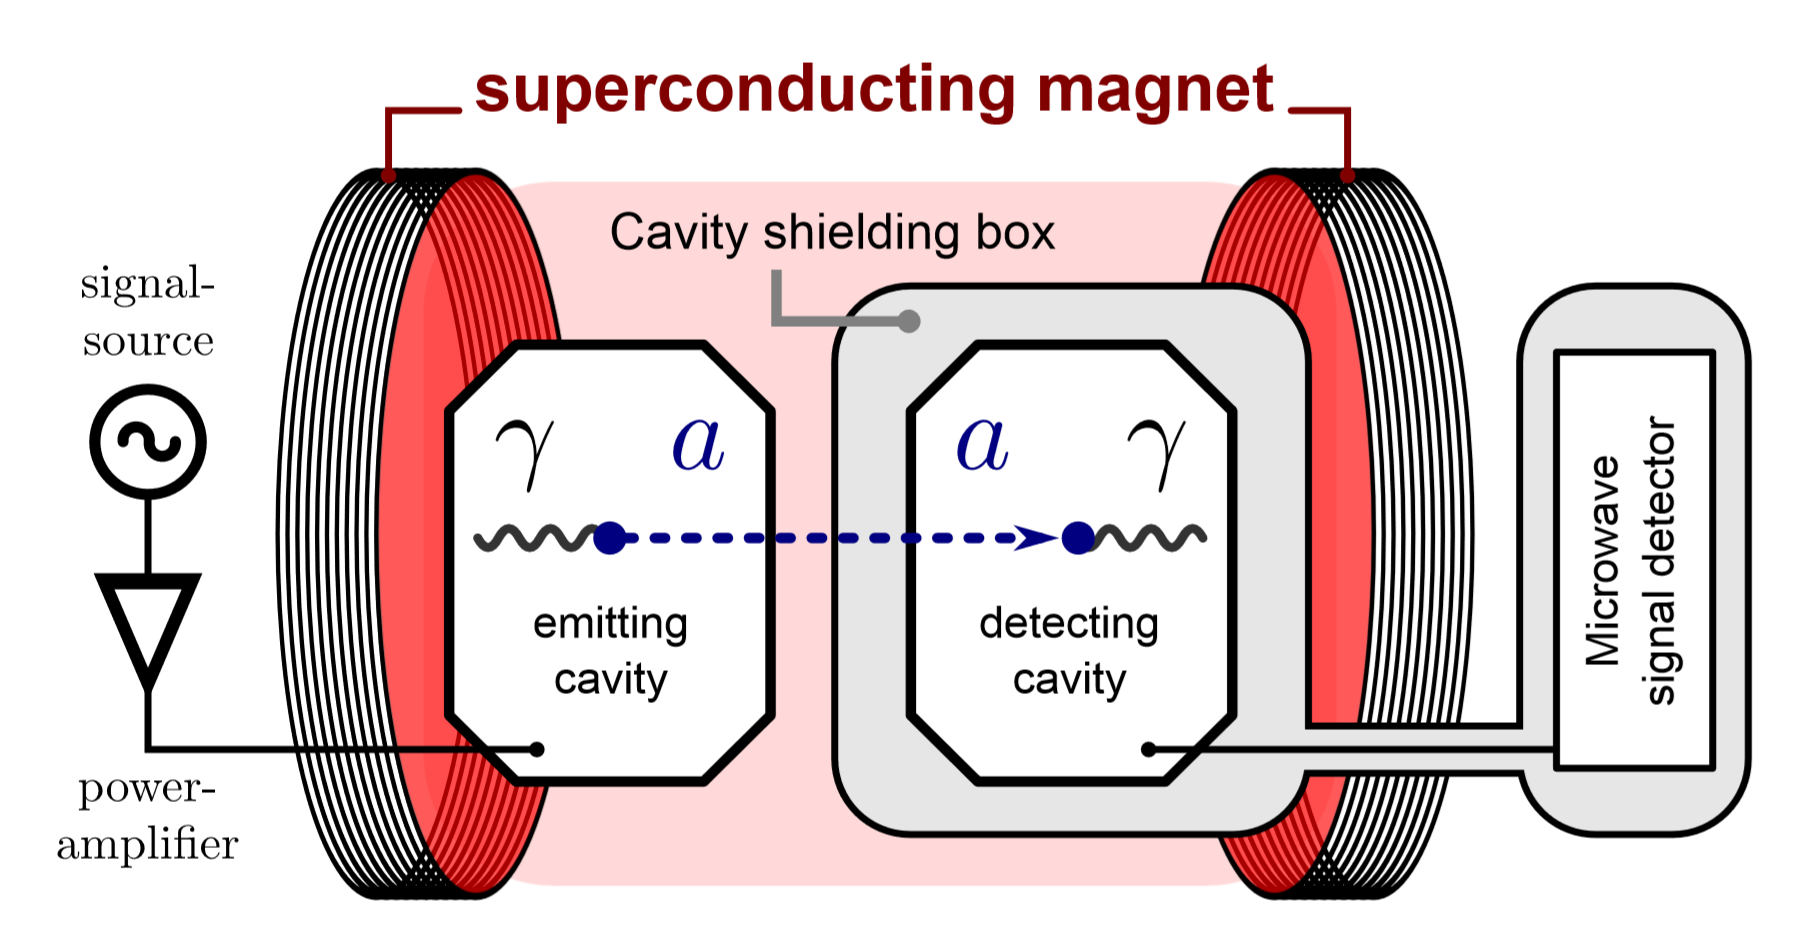 superconducting magnet
Cavity shielding box
signal-
source
γ
a
a
γ
emitting
cavity
detecting
cavity
Microwave
signal detector
power-
amplifier